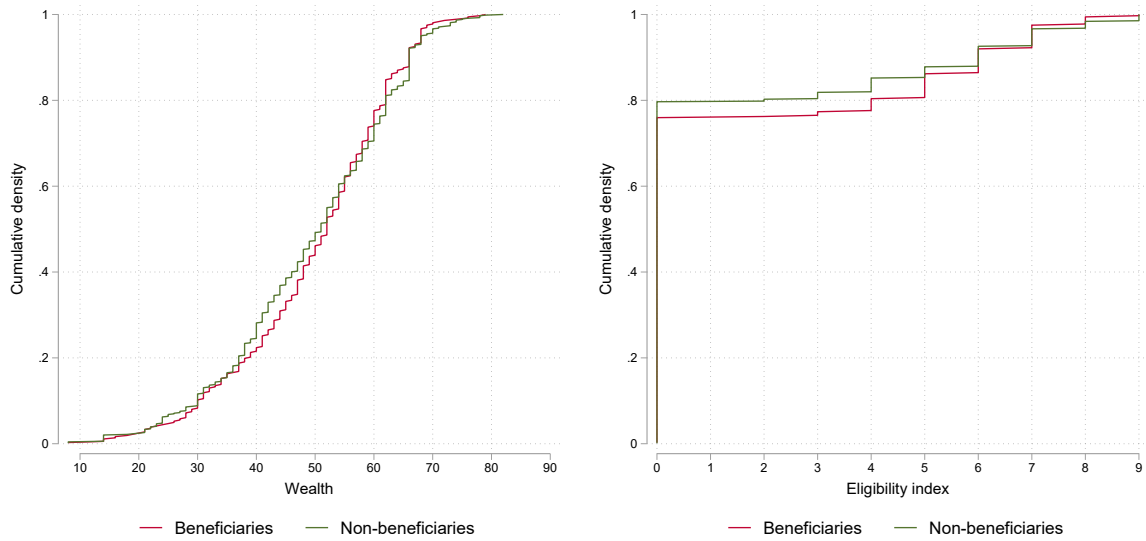 Cumulative density
1
.8
.6
.4
.2
0
10 20 30 40 50 60 70 80 90
Wealth
Beneficiaries Non-beneficiaries
Cumulative density
1
.8
.6
.4
.2
0
0 1 2 3 4 5 6 7 8 9
Eligibility index
Beneficiaries Non-beneficiaries